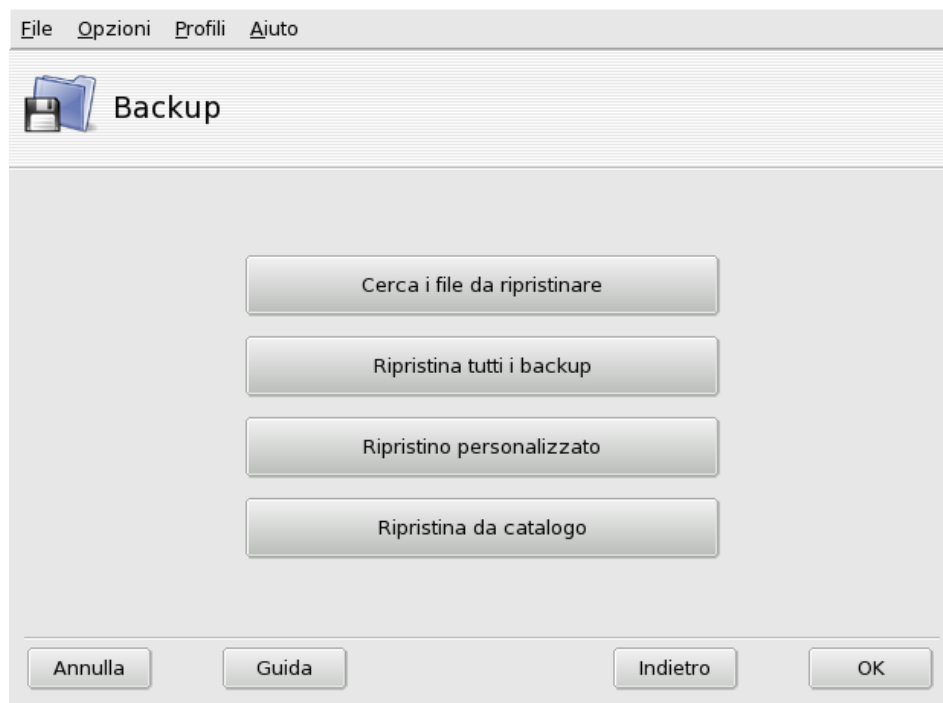 File Opzioni Profili Aiuto
Backup
Cerca i file da ripristinare
Ripristina tutti i backup
Ripristino personalizzato
Ripristina da catalogo
Annulla Guida Indietro OK